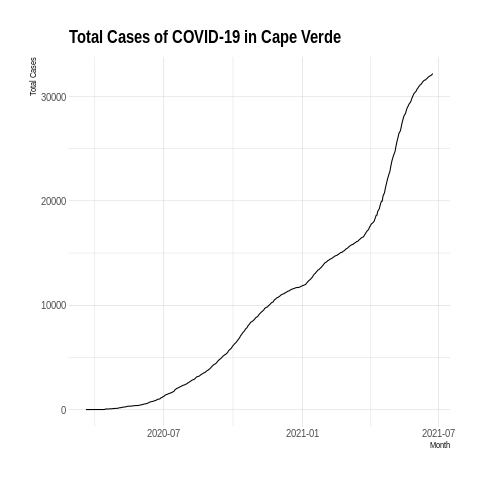 Total Cases of COVID-19 in Cape Verde
Total Cases
30000
20000
10000
0
2020-07
2021-01
2021-07
Month